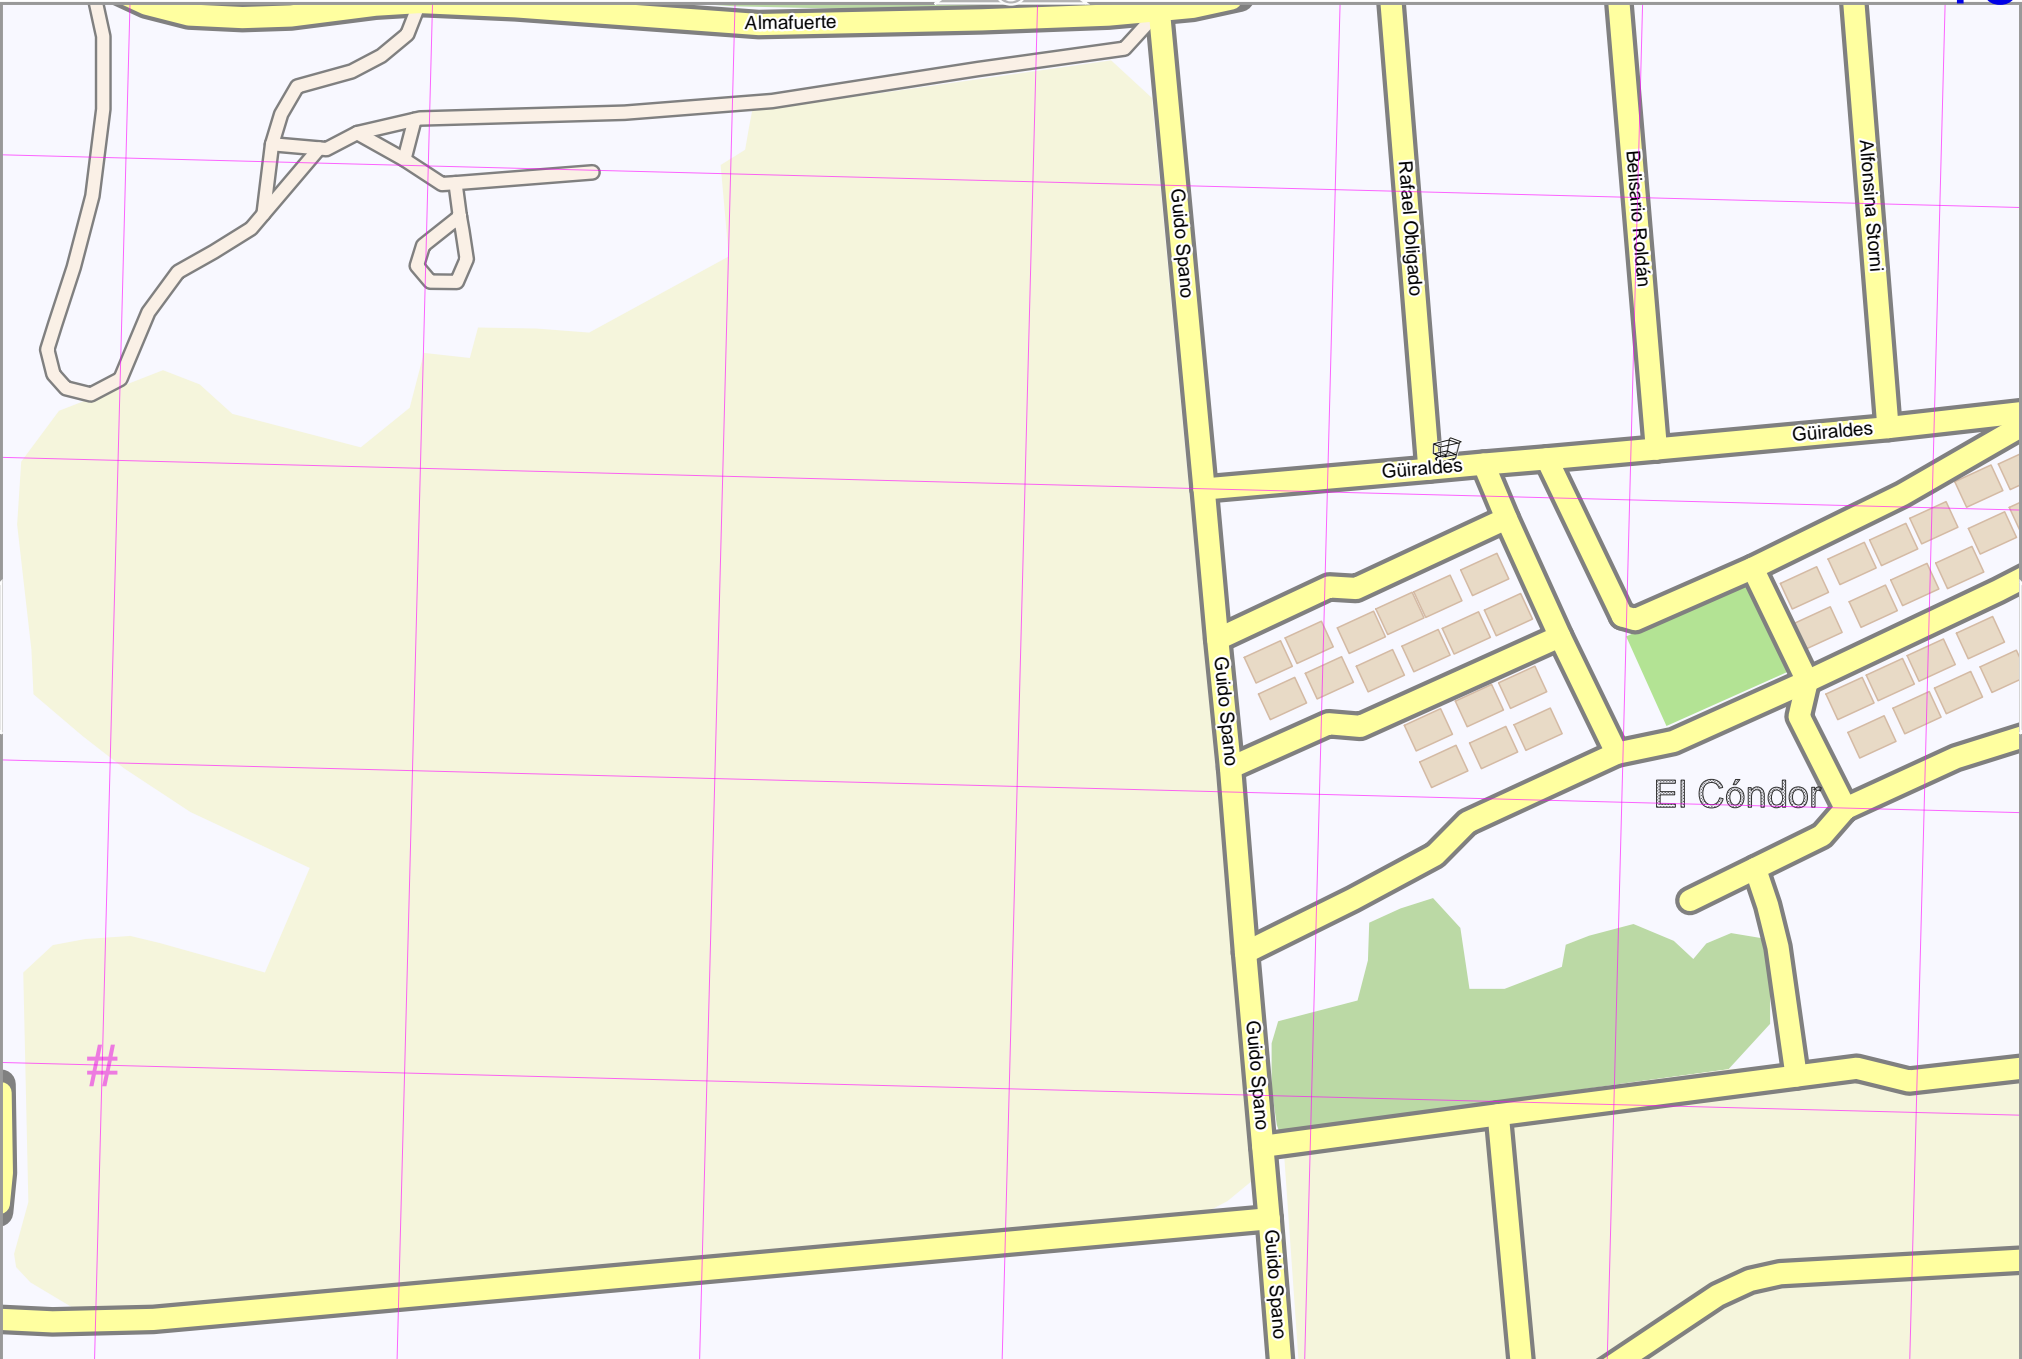 Almafuerte
Guido Spano
Rafael Obligado
Belisario Roldán
Alfonsina Storni
Güiraldes
Güiraldes
Guido Spano
El Cóndor
Guido Spano
#
Guido Spano